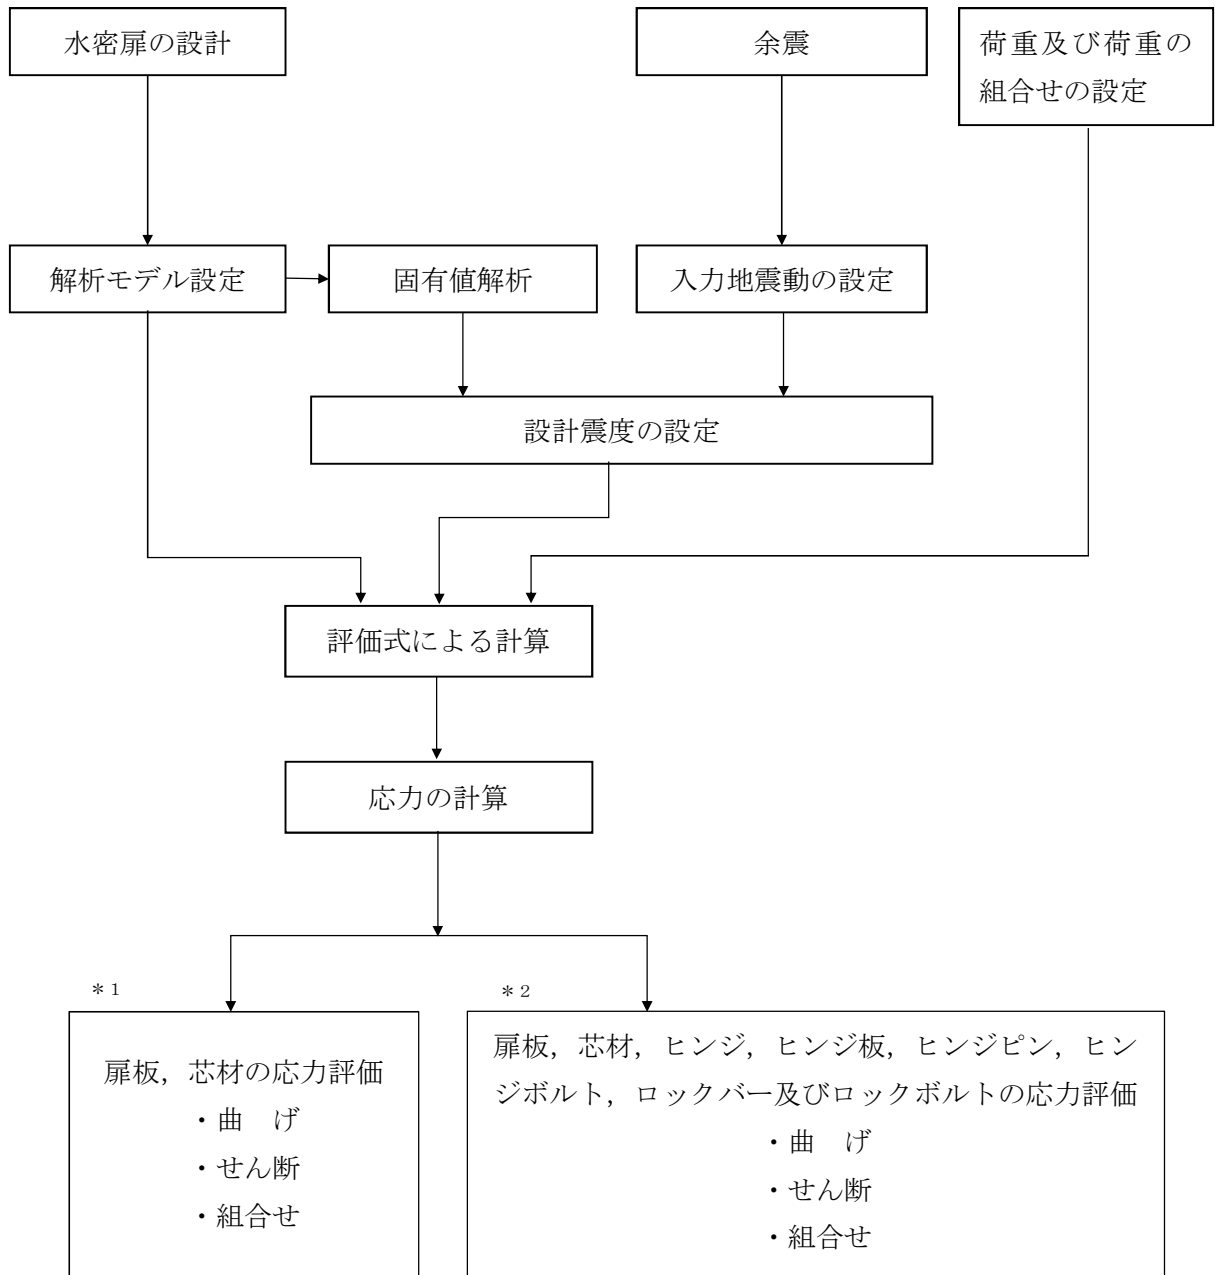 水密扉の設計
余震
荷重及び荷重の
組合せの設定
解析モデル設定
固有値解析
入力地震動の設定
設計震度の設定
評価式による計算
応力の計算
＊1
扉板，芯材の応力評価
・曲　げ
・せん断
・組合せ
＊2
扉板，芯材，ヒンジ，ヒンジ板，ヒンジピン，ヒン
ジボルト，ロックバー及びロックボルトの応力評価
・曲　げ
・せん断
・組合せ